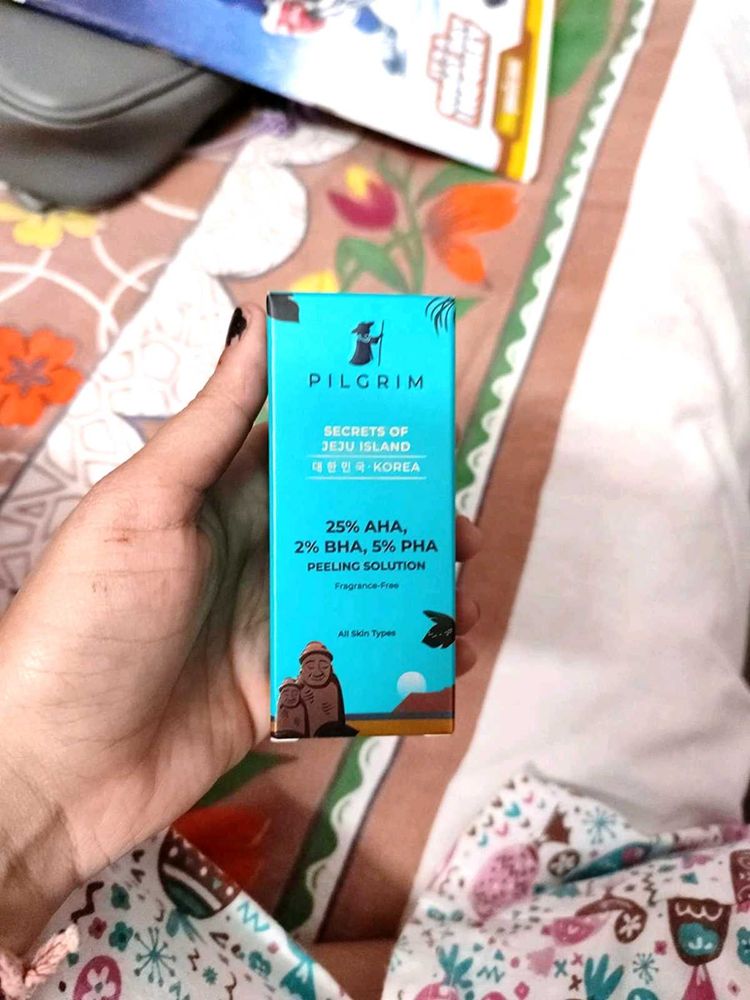 PILGRIM
SECRETS OF
JEJU ISLAND
대한민국·KOREA
25% AHA,
2% BHA, 5% PHA
PEELING SOLUTION
Fragrance-Free
All Skin Types